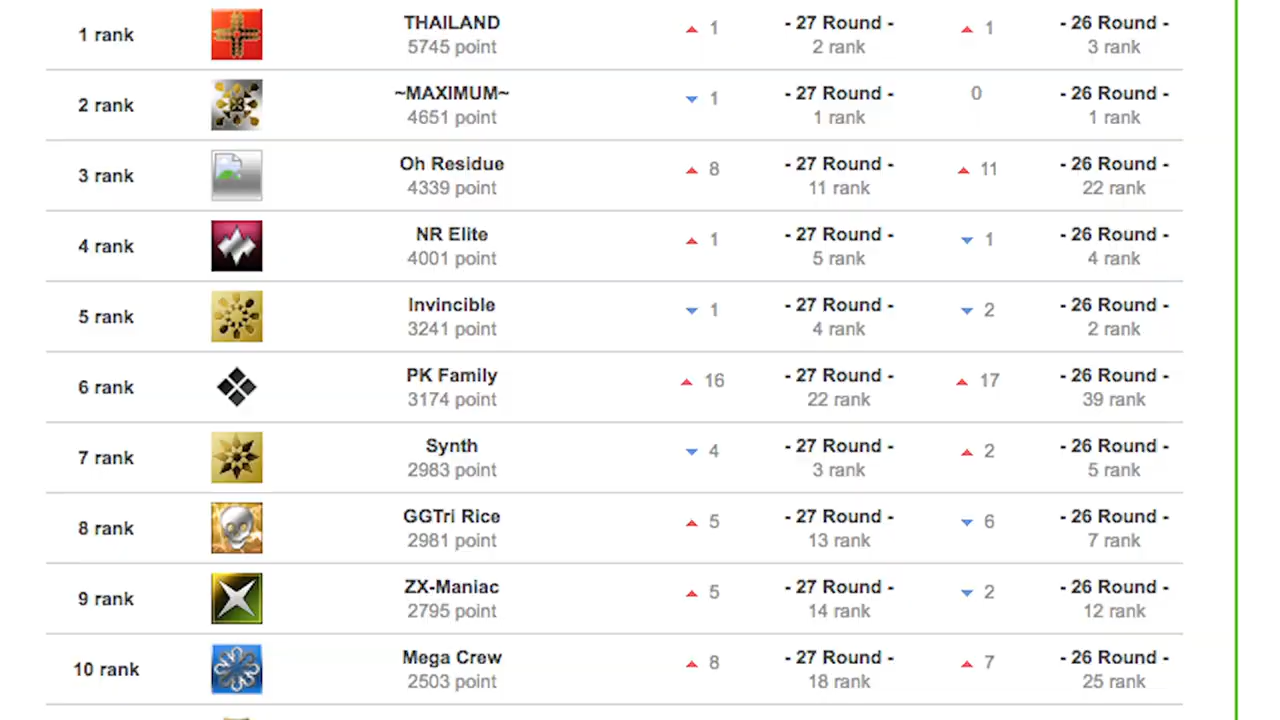 1 rank
THAILAND
5745 point
1
- 27 Round -
2 rank
1
- 26 Round -
3 rank
2 rank
~MAXIMUM~
4651 point
1
- 27 Round -
1 rank
0
- 26 Round -
1 rank
3 rank
Oh Residue
4339 point
8
- 27 Round -
11 rank
11
- 26 Round -
22 rank
4 rank
NR Elite
4001 point
1
- 27 Round -
5 rank
1
- 26 Round -
4 rank
5 rank
Invincible
3241 point
1
- 27 Round -
4 rank
2
- 26 Round -
2 rank
6 rank
PK Family
3174 point
16
- 27 Round -
22 rank
17
- 26 Round -
39 rank
7 rank
Synth
2983 point
4
- 27 Round -
3 rank
2
- 26 Round -
5 rank
8 rank
GGTri Rice
2981 point
5
- 27 Round -
13 rank
6
- 26 Round -
7 rank
9 rank
ZX-Maniac
2795 point
5
- 27 Round -
14 rank
2
- 26 Round -
12 rank
10 rank
Mega Crew
2503 point
8
- 27 Round -
18 rank
7
- 26 Round -
25 rank